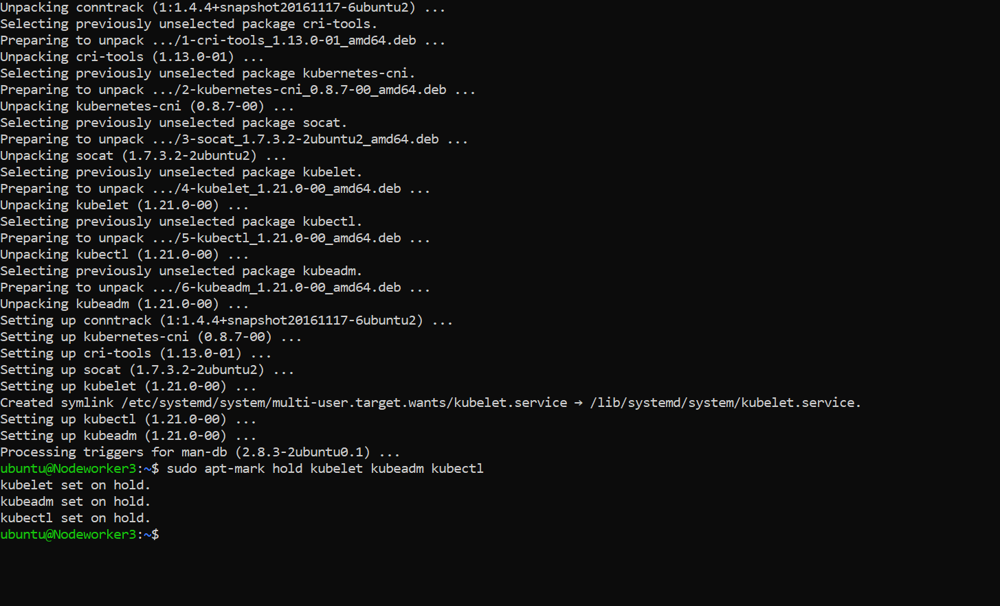 Unpacking conntrack (1:1.4.4+snapshot20161117-6ubuntu2) ...
Selecting previously unselected package cri-tools.
Preparing to unpack .../1-cri-tools_1.13.0-01_amd64.deb ...
Unpacking cri-tools (1.13.0-01) ...
Selecting previously unselected package kubernetes-cni.
Preparing to unpack .../2-kubernetes-cni_0.8.7-00_amd64.deb ...
Unpacking kubernetes-cni (0.8.7-00) ...
Selecting previously unselected package socat.
Preparing to unpack .../3-socat_1.7.3.2-2ubuntu2_amd64.deb ...
Unpacking socat (1.7.3.2-2ubuntu2) ...
Selecting previously unselected package kubelet.
Preparing to unpack .../4-kubelet_1.21.0-00_amd64.deb ...
Unpacking kubelet (1.21.0-00) ...
Selecting previously unselected package kubectl.
Preparing to unpack .../5-kubectl_1.21.0-00_amd64.deb ...
Unpacking kubectl (1.21.0-00) ...
Selecting previously unselected package kubeadm.
Preparing to unpack .../6-kubeadm_1.21.0-00_amd64.deb ...
Unpacking kubeadm (1.21.0-00) ...
Setting up conntrack (1:1.4.4+snapshot20161117-6ubuntu2) ...
Setting up kubernetes-cni (0.8.7-00) ...
Setting up cri-tools (1.13.0-01) ...
Setting up socat (1.7.3.2-2ubuntu2) ...
Setting up kubelet (1.21.0-00) ...
Created symlink /etc/systemd/system/multi-user.target.wants/kubelet.service → /lib/systemd/system/kubelet.service.
Setting up kubectl (1.21.0-00) ...
Setting up kubeadm (1.21.0-00) ...
Processing triggers for man-db (2.8.3-2ubuntu0.1) ...
ubuntu@Nodeworker3:~$ sudo apt-mark hold kubelet kubeadm kubectl
kubelet set on hold.
kubeadm set on hold.
kubectl set on hold.
ubuntu@Nodeworker3:~$